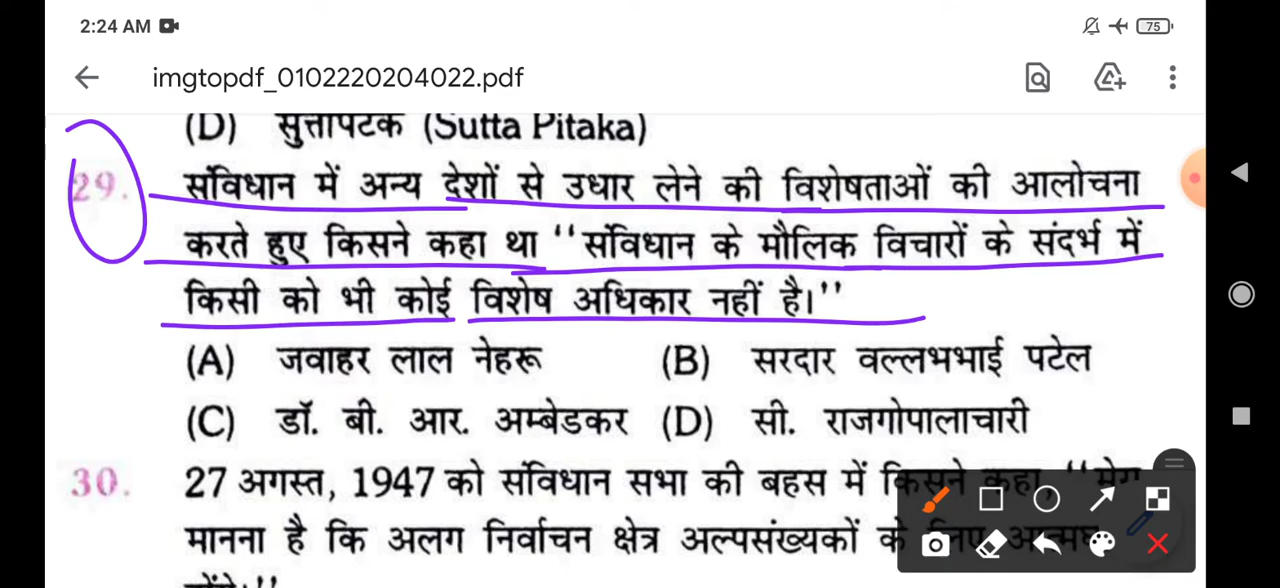 2:24 AM
75
imgtopdf_0102220204022.pdf
(D) सुत्तपिटक (Sutta Pitaka)
29. संविधान में अन्य देशों से उधार लेने की विशेषताओं की आलोचना
करते हुए किसने कहा था ‘‘संविधान के मौलिक विचारों के संदर्भ में
किसी को भी कोई विशेष अधिकार नहीं है।’’
(A) जवाहर लाल नेहरू (B) सरदार वल्लभभाई पटेल
(C) डॉ. बी. आर. अम्बेडकर (D) सी. राजगोपालाचारी
30. 27 अगस्त, 1947 को संविधान सभा की बहस में किसने कहा, ‘‘मेरा
मानना है कि अलग निर्वाचन क्षेत्र अल्पसंख्यकों के लिए